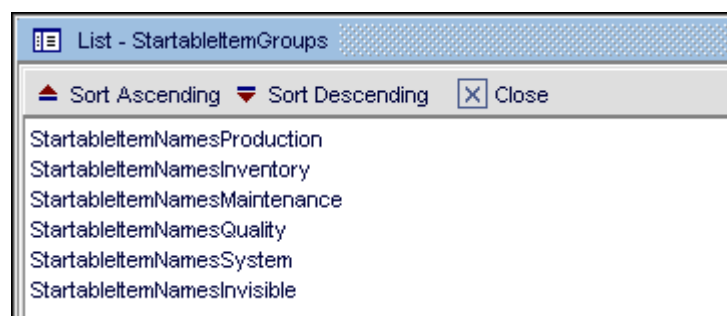 List - StartableItemGroups
Sort Ascending Sort Descending Close
StartableItemNamesProduction
StartableItemNamesInventory
StartableItemNamesMaintenance
StartableItemNamesQuality
StartableItemNamesSystem
StartableItemNamesInvisible